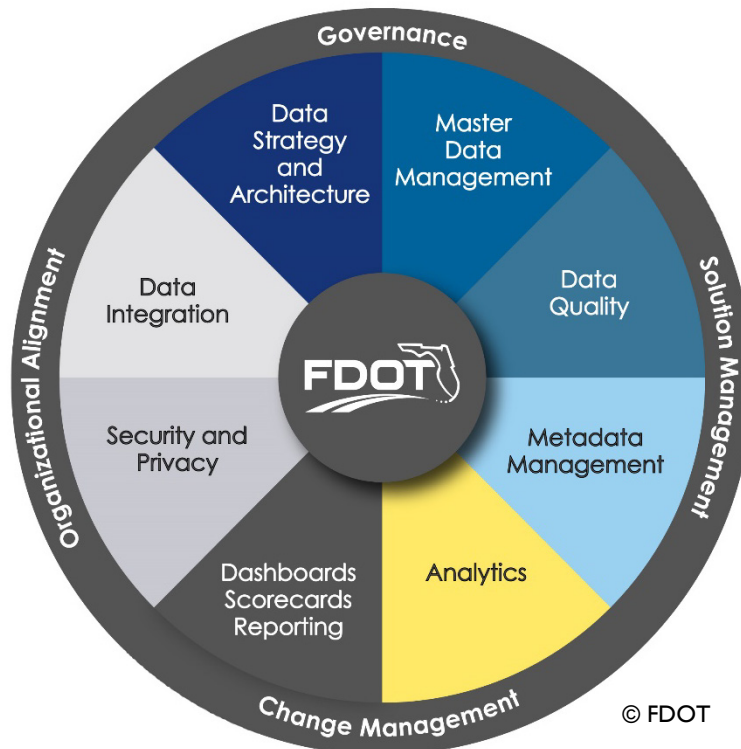 Governance
Data
Strategy
and
Architecture
Master
Data
Management
Data
Quality
Solution Management
Metadata
Management
Analytics
Change Management
Dashboards
Scorecards
Reporting
Security and
Privacy
Organizational Alignment
Data
Integration
FDOT
© FDOT